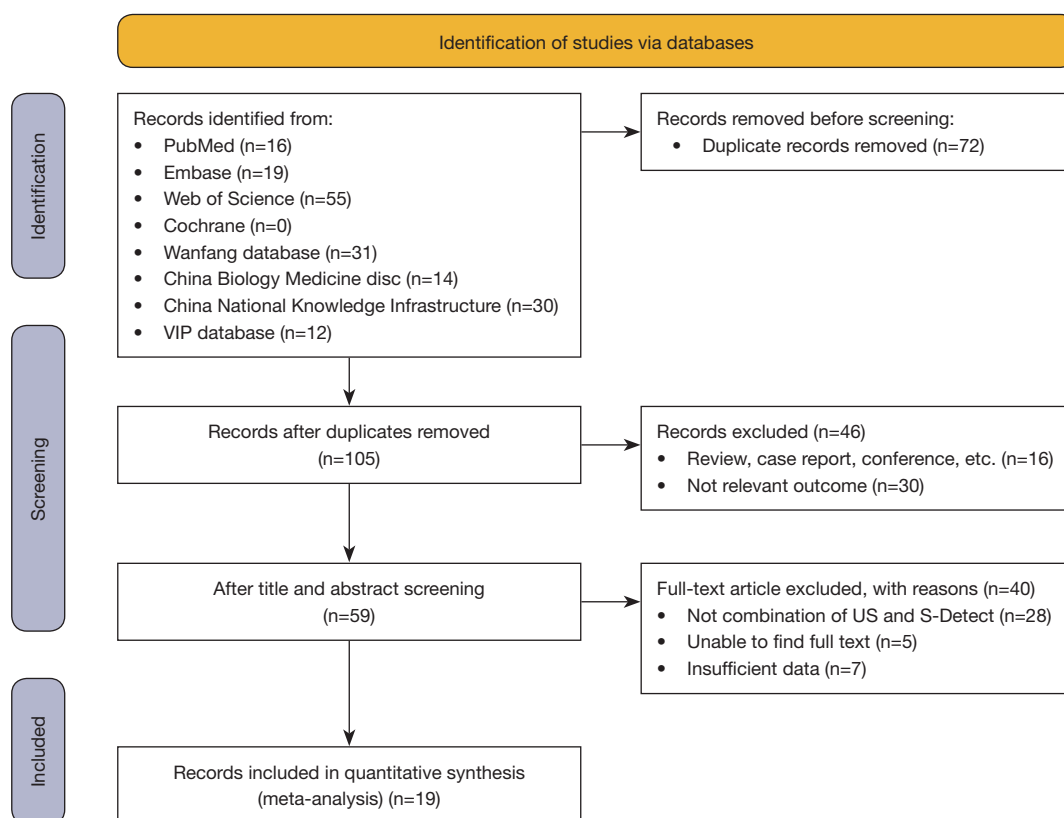 Identification of studies via databases
Identification
Records identified from:
• PubMed (n=16)
• Embase (n=19)
• Web of Science (n=55)
• Cochrane (n=0)
• Wanfang database (n=31)
• China Biology Medicine disc (n=14)
• China National Knowledge Infrastructure (n=30)
• VIP database (n=12)
Records removed before screening:
• Duplicate records removed (n=72)
Screening
Records after duplicates removed
(n=105)
Records excluded (n=46)
• Review, case report, conference, etc. (n=16)
• Not relevant outcome (n=30)
After title and abstract screening
(n=59)
Full-text article excluded, with reasons (n=40)
• Not combination of US and S-Detect (n=28)
• Unable to find full text (n=5)
• Insufficient data (n=7)
Included
Records included in quantitative synthesis
(meta-analysis) (n=19)